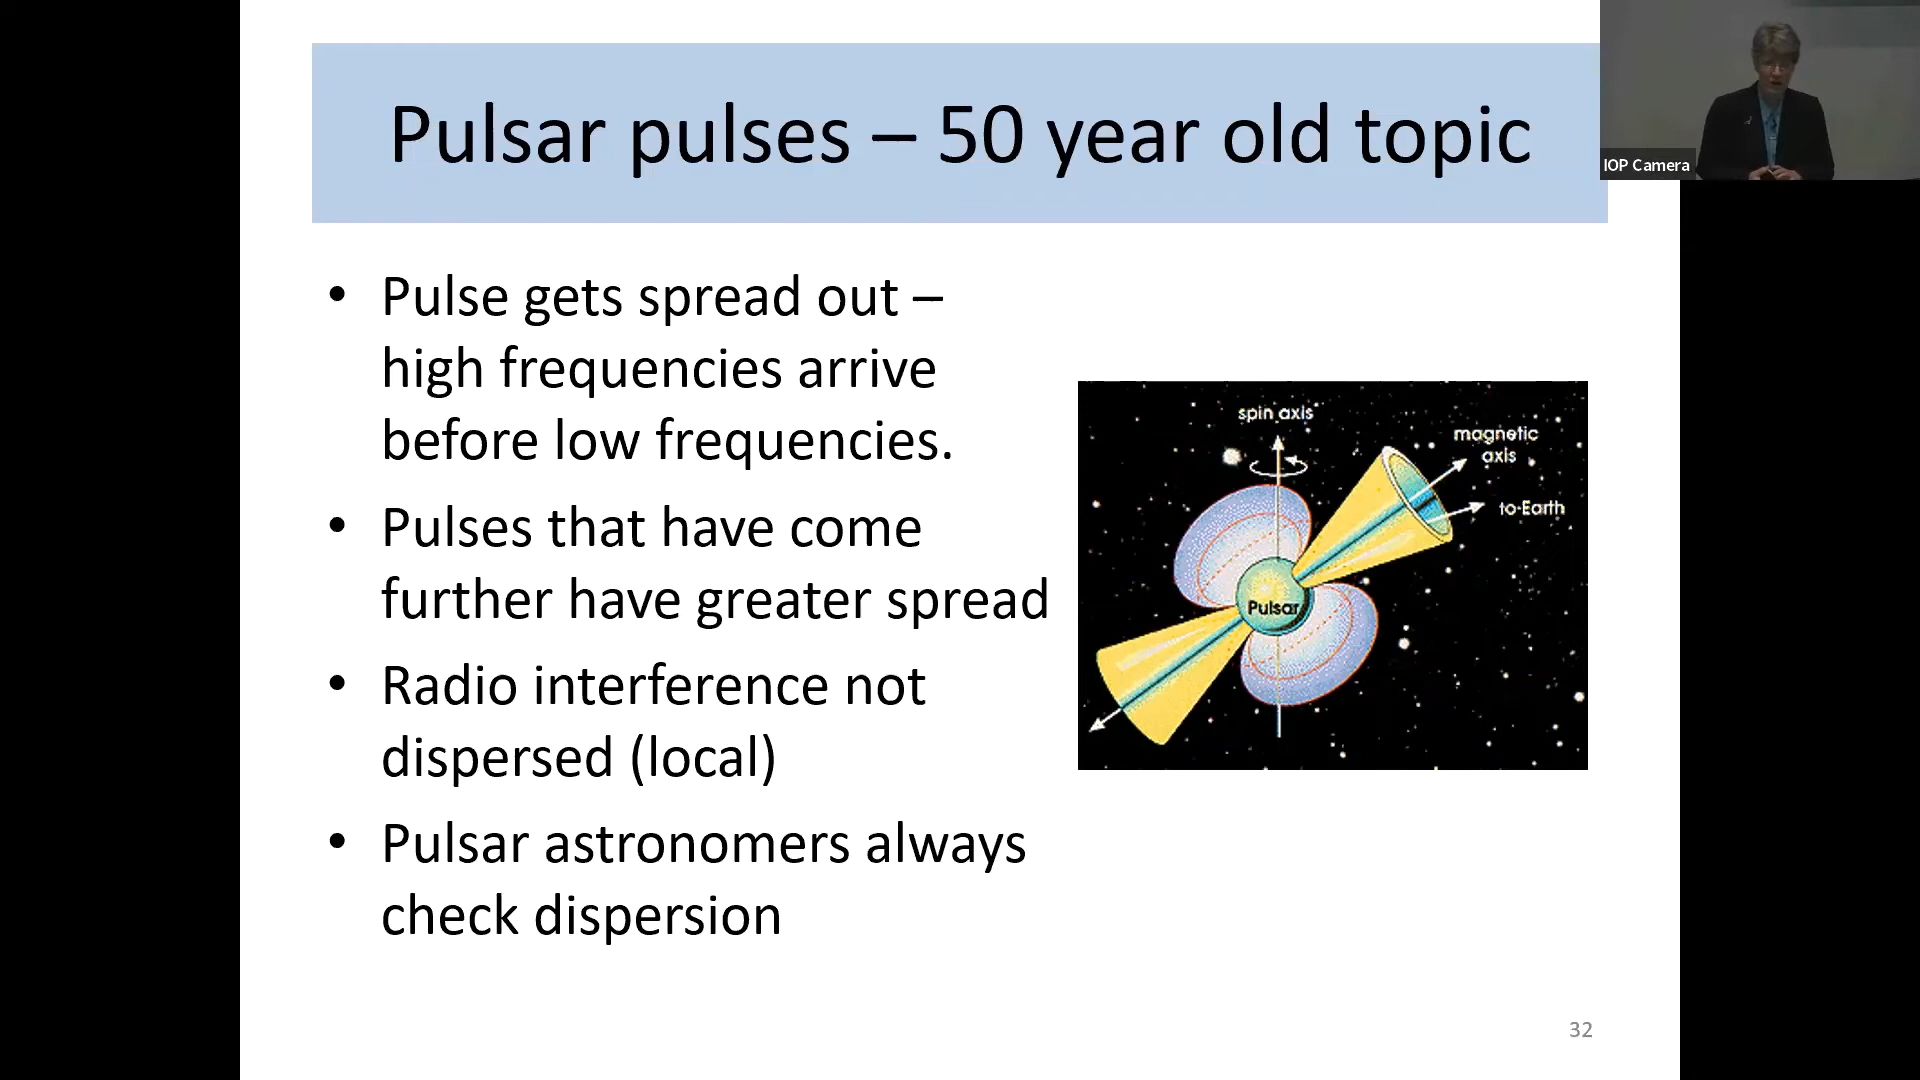 Pulsar pulses – 50 year old topic
IOP Camera
• Pulse gets spread out –
high frequencies arrive
before low frequencies.
• Pulses that have come
further have greater spread
• Radio interference not
dispersed (local)
• Pulsar astronomers always
check dispersion
spin axis
magnetic
axis
to Earth
Pulsar
32